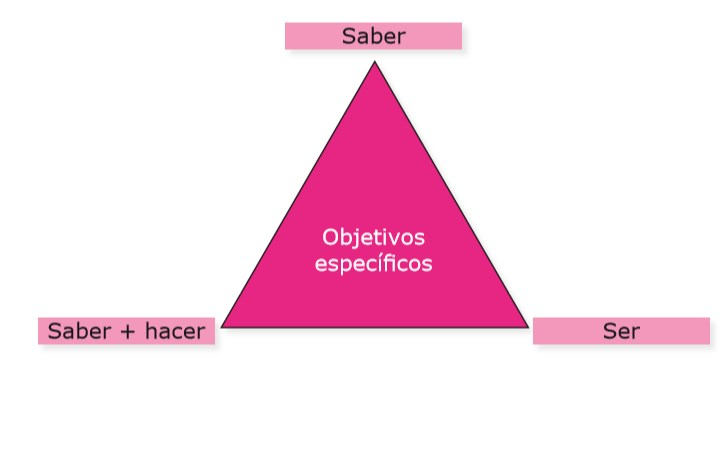 Saber
Objetivos
específicos
Saber + hacer
Ser